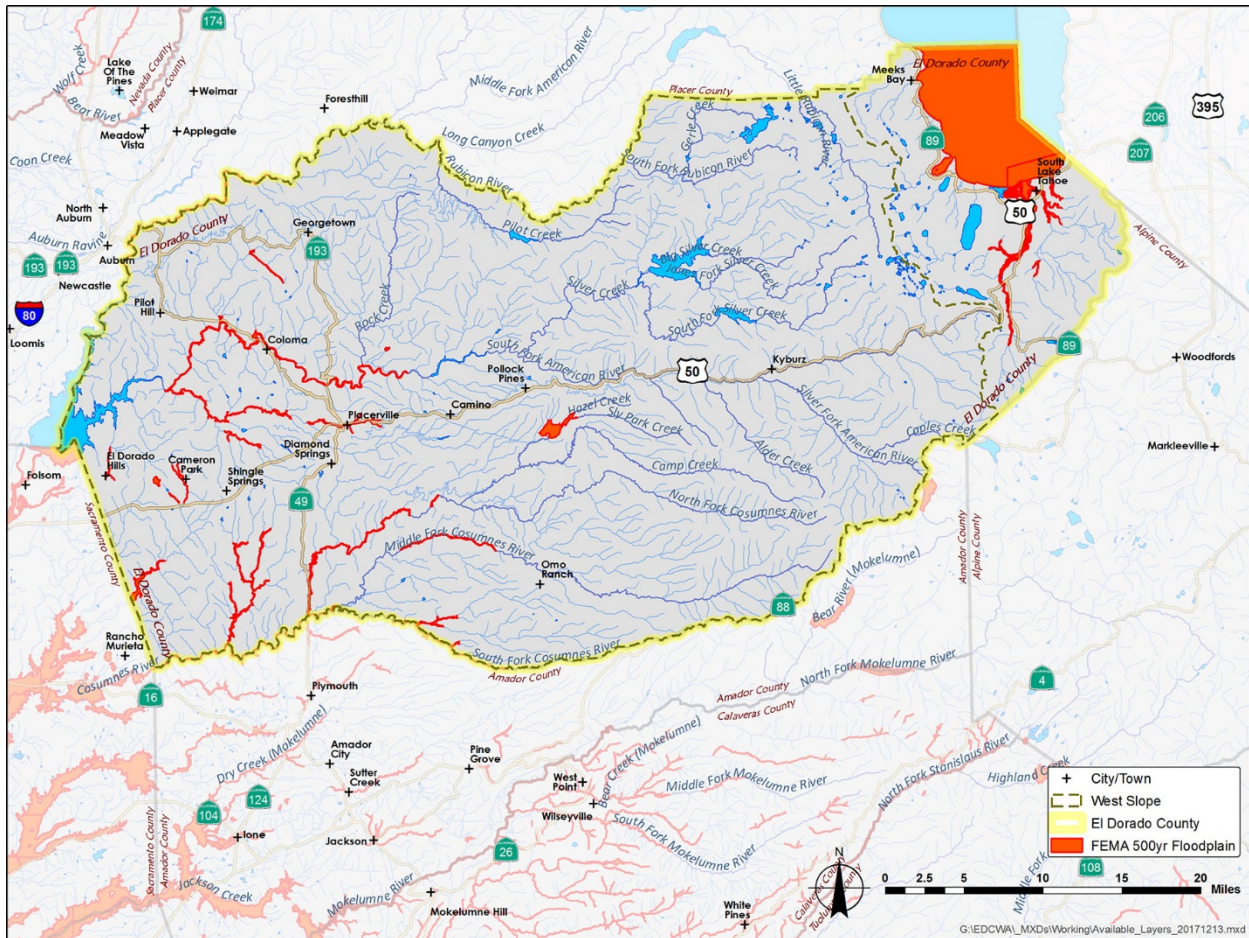 174
Lake
Of The
Pines
Weimar
Wolf Creek
Nevada County
Placer County
Bear River
Meadow
Vista
Applegate
Foresthill
Middle Fork American River
Long Canyon Creek
Placer County
Meeks
Bay
El Dorado County
89
206
395
207
Coon Creek
North
Auburn
Auburn Ravine
Auburn
193
193
Newcastle
80
Loomis
El Dorado County
Georgetown
193
Rubicon River
Pilot Creek
Gerle Creek
South Fork Rubicon River
Little Rubicon River
South Lake
Tahoe
50
Alpine County
Pilot
Hill
Rock Creek
Silver Creek
South Fork Silver Creek
Coloma
South Fork American River
Pollock
Pines
50
Kyburz
89
Woodfords
Placerville
Camino
Hazel Creek
Sly Park Creek
Silver Fork American River
El Dorado County
Caples Creek
Markleeville
Diamond
Springs
Folsom
El Dorado
Hills
Cameron
Park
Shingle
Springs
Camp Creek
Alder Creek
49
North Fork Cosumnes River
Sacramento County
El Dorado County
Middle Fork Cosumnes River
Omo
Ranch
Amador County
Alpine County
88
Bear River (Mokelumne)
Rancho
Murieta
Cosumnes River
South Fork Cosumnes River
Amador County
16
Plymouth
North Fork Mokelumne River
Amador County
Calaveras County
4
Dry Creek (Mokelumne)
Amador
City
Sutter
Creek
Pine
Grove
West
Point
Bear Creek (Mokelumne)
Wilseyville
Middle Fork Mokelumne River
North Fork Stanislaus River
Highland Creek
104
124
Ione
Jackson
26
South Fork Mokelumne River
Sacramento County
Amador County
Jackson Creek
Mokelumne River
Mokelumne Hill
White
Pines
Calaveras County
Tuolumne County
Middle Fork
108
City/Town
West Slope
El Dorado County
FEMA 500yr Floodplain
N
0 2.5 5 10 15 20
Miles
G:\EDCWA\_MXDs\Working\Available_Layers_20171213.mxd